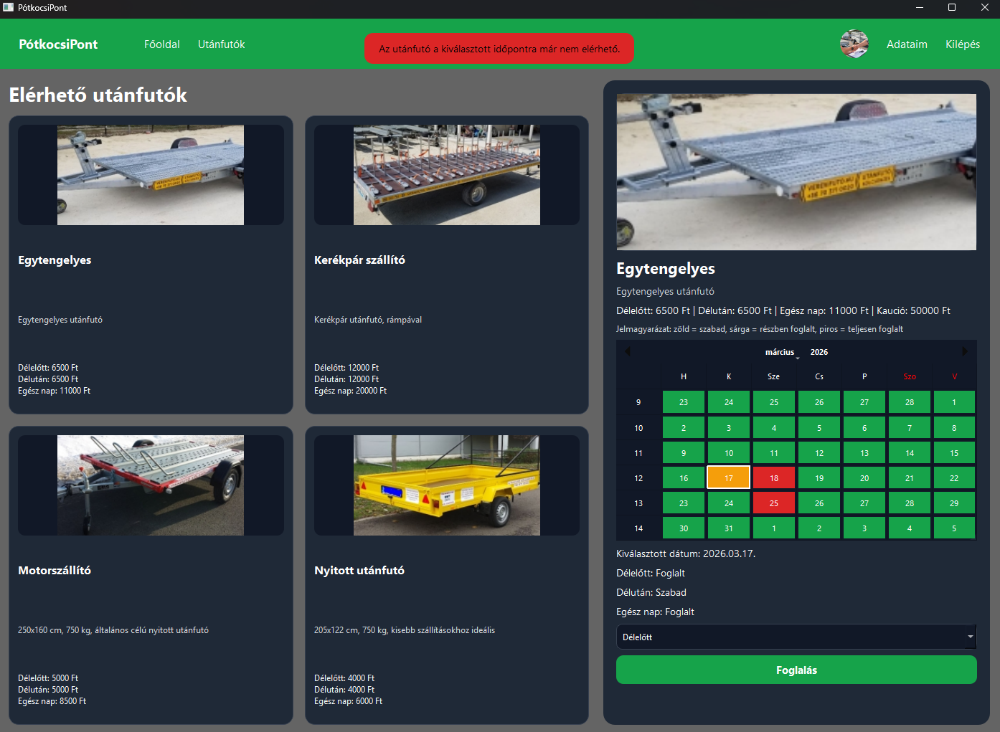 PótkocsiPont
PótkocsiPont
Főoldal
Utánfutók
Az utánfutó a kiválasztott időpontra már nem elérhető.
Adataim
Kilépés
Elérhető utánfutók
Egytengelyes
Egytengelyes utánfutó
Délelőtt: 6500 Ft
Délután: 6500 Ft
Egész nap: 11000 Ft
Kerékpár szállító
Kerékpár utánfutó, rámpával
Délelőtt: 12000 Ft
Délután: 12000 Ft
Egész nap: 20000 Ft
Motorszállító
250x160 cm, 750 kg, általános célú nyitott utánfutó
Délelőtt: 5000 Ft
Délután: 5000 Ft
Egész nap: 8500 Ft
Nyitott utánfutó
205x122 cm, 750 kg, kisebb szállításokhoz ideális
Délelőtt: 4000 Ft
Délután: 4000 Ft
Egész nap: 6000 Ft
Egytengelyes
Egytengelyes utánfutó
Délelőtt: 6500 Ft | Délután: 6500 Ft | Egész nap: 11000 Ft | Kaució: 50000 Ft
Jelmagyarázat: zöld = szabad, sárga = részben foglalt, piros = teljesen foglalt
március 2026
H K Sze Cs P Szo V
9 23 24 25 26 27 28 1
10 2 3 4 5 6 7 8
11 9 10 11 12 13 14 15
12 16 17 18 19 20 21 22
13 23 24 25 26 27 28 29
14 30 31 1 2 3 4 5
Kiválasztott dátum: 2026.03.17.
Délelőtt: Foglalt
Délután: Szabad
Egész nap: Foglalt
Délelőtt
Foglalás